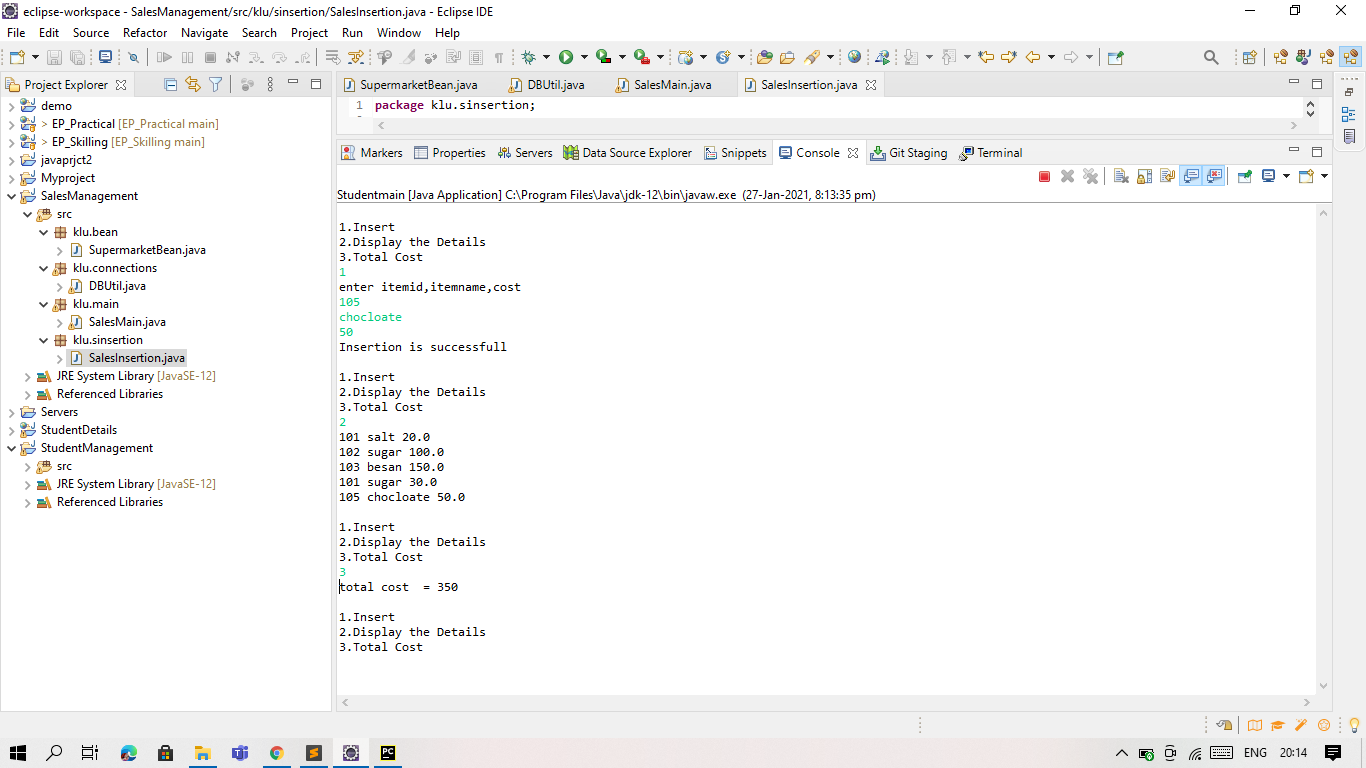 eclipse-workspace - SalesManagement/src/klu/sinsertion/SalesInsertion.java - Eclipse IDE
File Edit Source Refactor Navigate Search Project Run Window Help
Project Explorer
demo
> EP_Practical [EP_Practical main]
> EP_Skilling [EP_Skilling main]
javaprjct2
Myproject
SalesManagement
src
klu.bean
SupermarketBean.java
klu.connections
DBUtil.java
klu.main
SalesMain.java
klu.sinsertion
SalesInsertion.java
JRE System Library [JavaSE-12]
Referenced Libraries
Servers
StudentDetails
StudentManagement
src
JRE System Library [JavaSE-12]
Referenced Libraries
SupermarketBean.java DBUtil.java SalesMain.java SalesInsertion.java
1 package klu.sinsertion;
Markers Properties Servers Data Source Explorer Snippets Console Git Staging Terminal
Studentmain [Java Application] C:\Program Files\Java\jdk-12\bin\javaw.exe (27-Jan-2021, 8:13:35 pm)
1.Insert
2.Display the Details
3.Total Cost
1
enter itemid,itemname,cost
105
chocloate
50
Insertion is successfull
1.Insert
2.Display the Details
3.Total Cost
2
101 salt 20.0
102 sugar 100.0
103 besan 150.0
101 sugar 30.0
105 chocloate 50.0
1.Insert
2.Display the Details
3.Total Cost
3
total cost  = 350
1.Insert
2.Display the Details
3.Total Cost
ENG 20:14